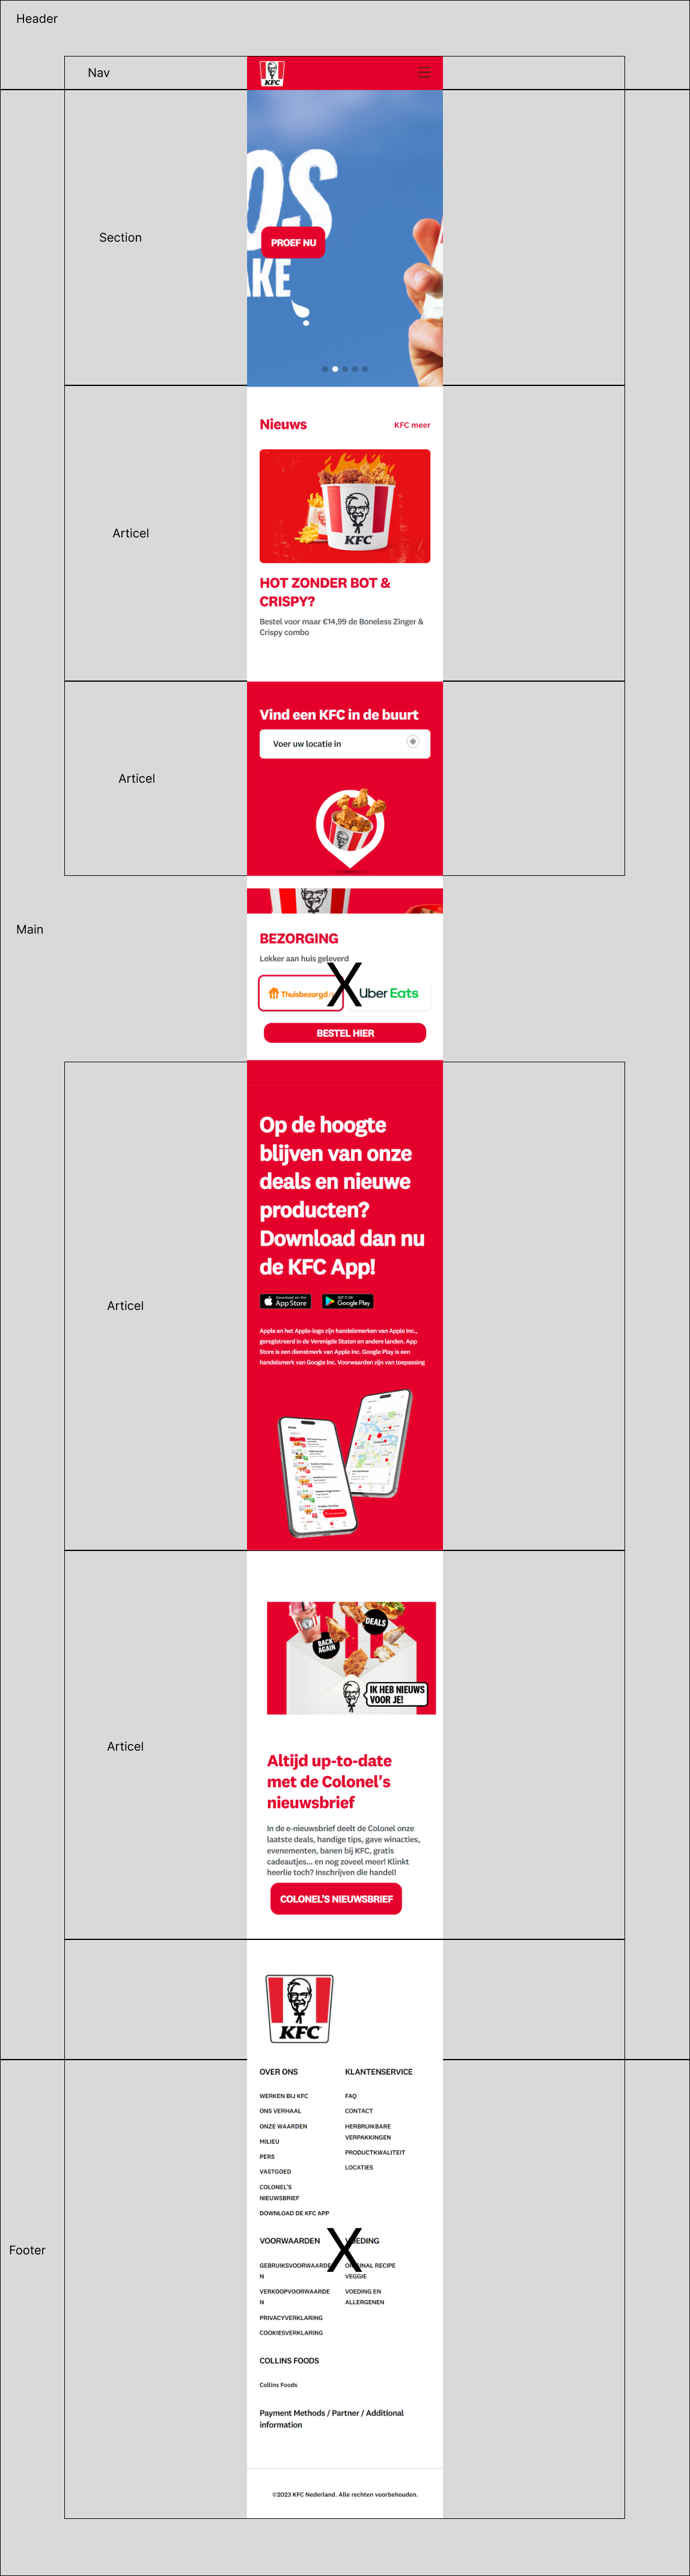 Header
Nav
KFC
OS
AKE
PROEF NU
Section
Nieuws
KFC meer
KFC
HOT ZONDER BOT &
CRISPY?
Bestel voor maar €14,99 de Boneless Zinger &
Crispy combo
Articel
Vind een KFC in de buurt
Voer uw locatie in
Articel
Main
BEZORGING
Lekker aan huis geleverd
X
Thuisbezorgd
Uber Eats
BESTEL HIER
Op de hoogte
blijven van onze
deals en nieuwe
producten?
Download dan nu
de KFC App!
Download on the
App Store
GET IT ON
Google Play
Articel
Apple en het Apple-logo zijn handelsmerken van Apple Inc.,
geregistreerd in de Verenigde Staten en andere landen. App
Store is een dienstmerk van Apple Inc. Google Play is een
handelsmerk van Google Inc. Voorwaarden zijn van toepassing
DEALS
BACK
AGAIN
IK HEB NIEUWS
VOOR JE!
Articel
Altijd up-to-date
met de Colonel's
nieuwsbrief
In de e-nieuwsbrief deelt de Colonel onze
laatste deals, handige tips, gave winacties,
evenementen, banen bij KFC, gratis
cadeautjes... en nog zoveel meer! Klinkt
heerlie toch? Inschrijven die handel!
COLONEL'S NIEUWSBRIEF
KFC
OVER ONS
WERKEN BIJ KFC
ONS VERHAAL
ONZE WAARDEN
MILIEU
PERS
VASTGOED
COLONEL'S
NIEUWSBRIEF
DOWNLOAD DE KFC APP
KLANTENSERVICE
FAQ
CONTACT
HERBRUIKBARE
VERPAKKINGEN
PRODUCTKWALITEIT
LOCATIES
Footer
X
VOORWAARDEN
GEBRUIKSVOORWAARDE
N
VERKOOPVOORWAARDE
N
PRIVACYVERKLARING
COOKIESVERKLARING
VOEDING
ORIGINAL RECIPE
VEGGIE
VOEDING EN
ALLERGENEN
COLLINS FOODS
Collins Foods
Payment Methods / Partner / Additional
information
©2023 KFC Nederland. Alle rechten voorbehouden.